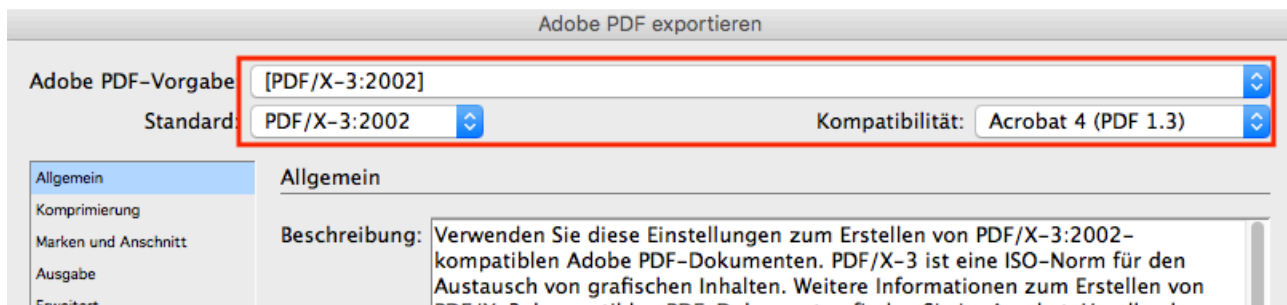 Adobe PDF exportieren
Adobe PDF-Vorgabe [PDF/X-3:2002]
Standard: PDF/X-3:2002 Kompatibilität: Acrobat 4 (PDF 1.3)
Allgemein
Komprimierung
Marken und Anschnitt
Ausgabe
Allgemein
Beschreibung: Verwenden Sie diese Einstellungen zum Erstellen von PDF/X-3:2002-
kompatiblen Adobe PDF-Dokumenten. PDF/X-3 ist eine ISO-Norm für den
Austausch von grafischen Inhalten. Weitere Informationen zum Erstellen von